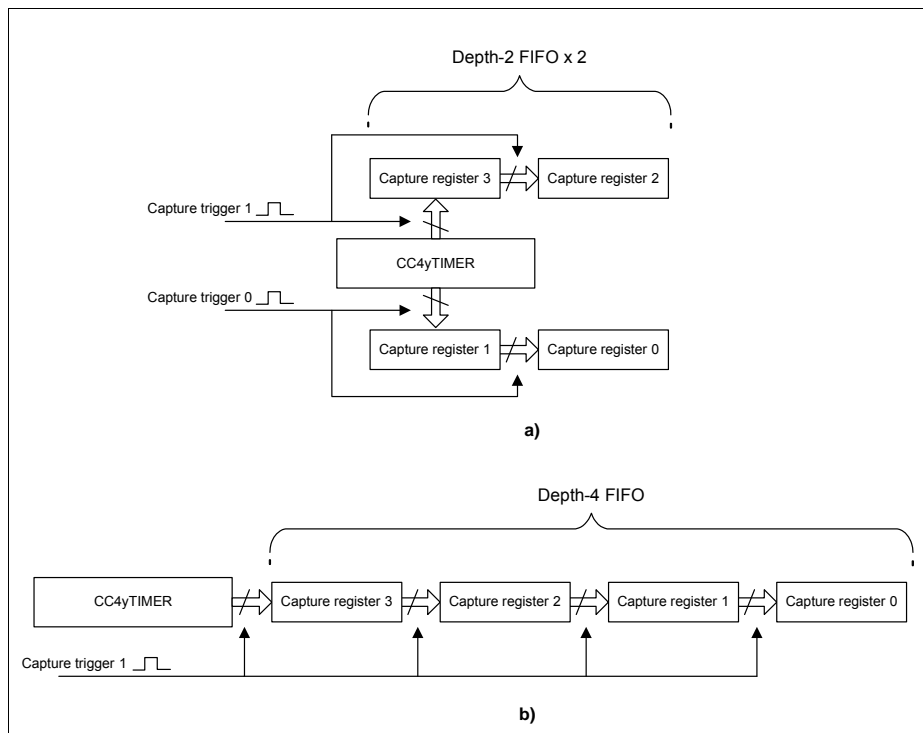 Depth-2 FIFO x 2
Capture register 3
Capture register 2
Capture trigger 1
CC4yTIMER
Capture trigger 0
Capture register 1
Capture register 0
a)
Depth-4 FIFO
CC4yTIMER
Capture register 3
Capture register 2
Capture register 1
Capture register 0
Capture trigger 1
b)